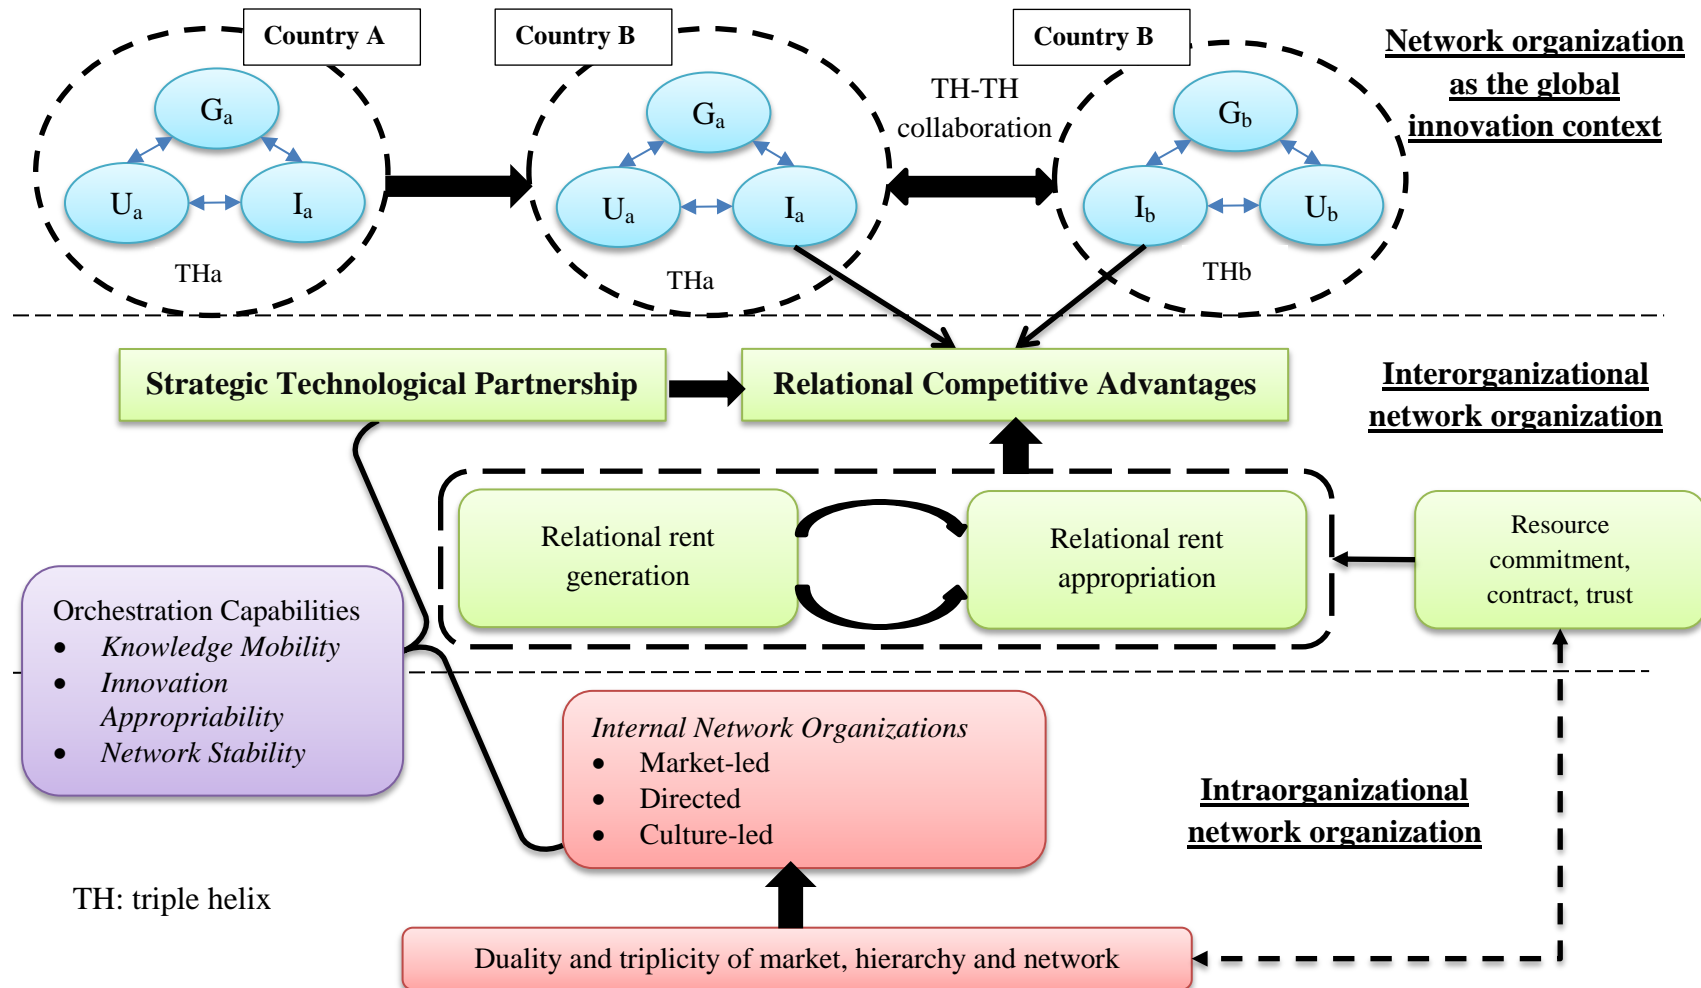 Country A
Country B
Country B
Network organization
as the global
innovation context
TH-TH
collaboration
Ga
Ua
Ia
THa
Ga
Ua
Ia
THa
Gb
Ib
Ub
THb
Strategic Technological Partnership
Relational Competitive Advantages
Interorganizational
network organization
Relational rent
generation
Relational rent
appropriation
Resource
commitment,
contract, trust
Orchestration Capabilities
• Knowledge Mobility
• Innovation
Appropriability
• Network Stability
Internal Network Organizations
• Market-led
• Directed
• Culture-led
Intraorganizational
network organization
TH: triple helix
Duality and triplicity of market, hierarchy and network